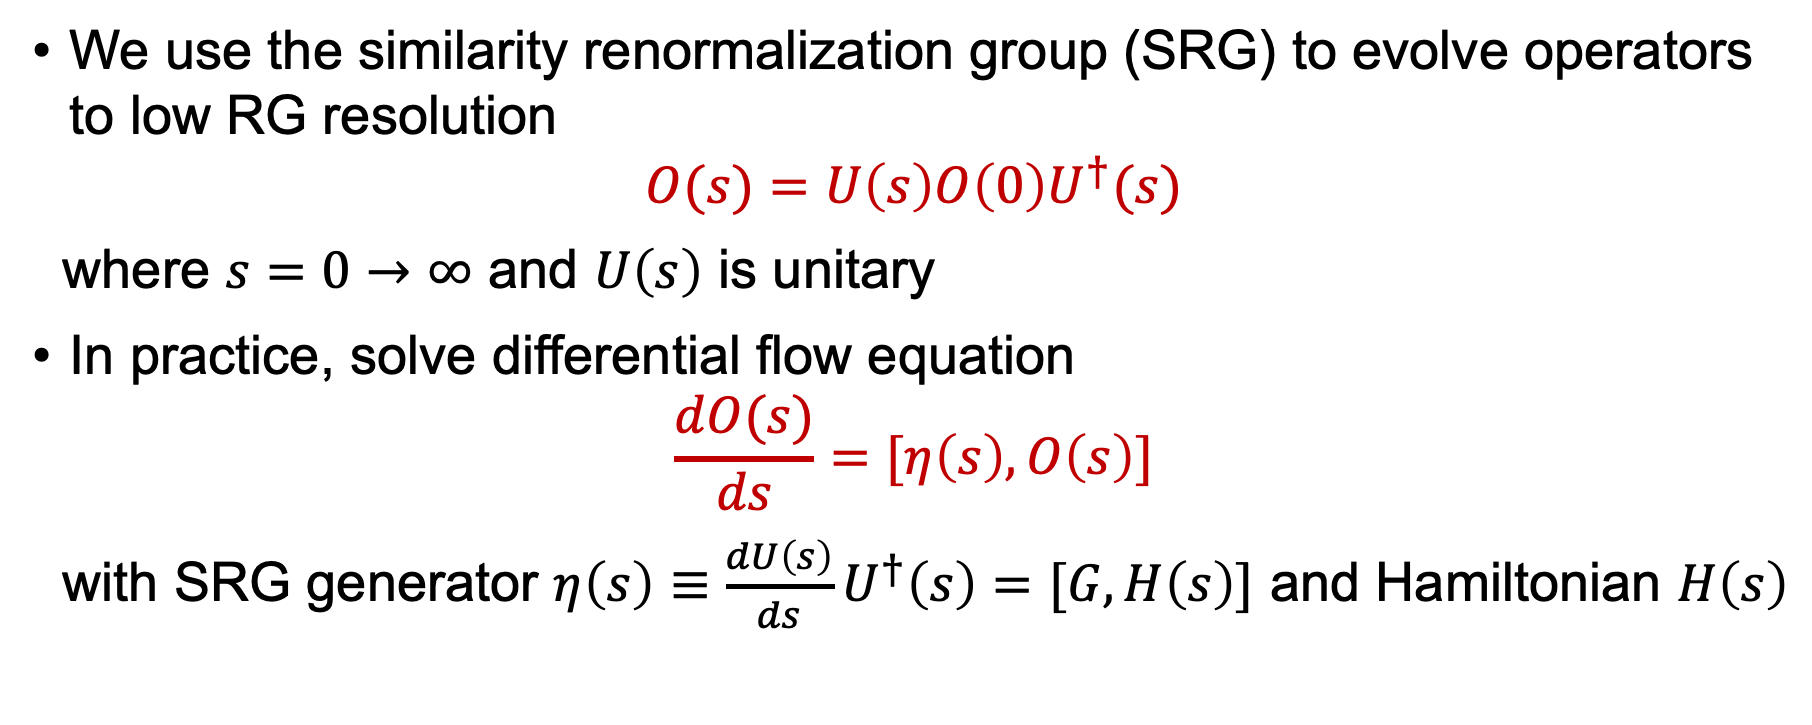 • We use the similarity renormalization group (SRG) to evolve operators
to low RG resolution
O(s) = U(s)O(0)U†(s)
where s = 0 → ∞ and U(s) is unitary
• In practice, solve differential flow equation
dO(s)/ds = [η(s), O(s)]
with SRG generator η(s) ≡ dU(s)/ds U†(s) = [G, H(s)] and Hamiltonian H(s)